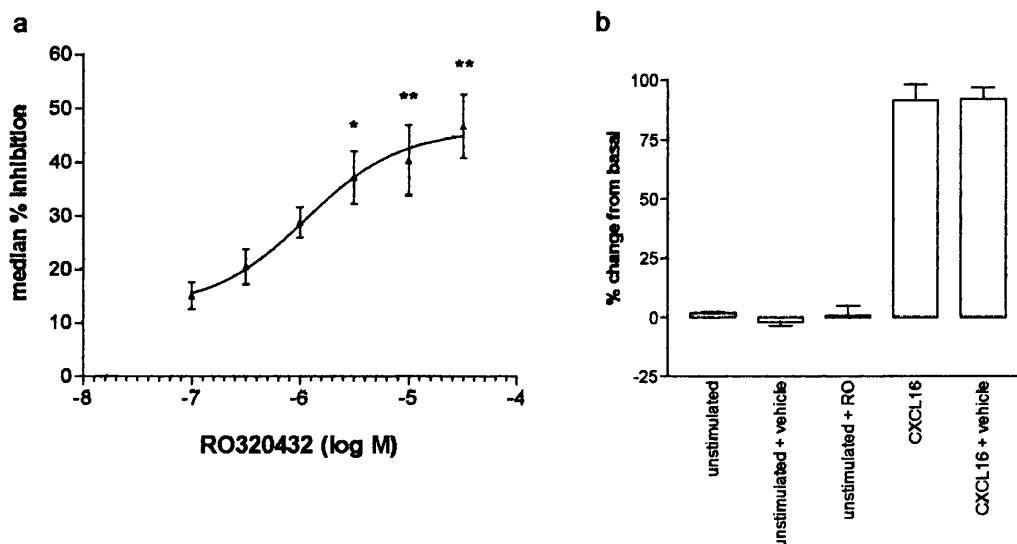 a
median % inhibition
60
50
40
30
20
10
0
*
**
**
-8
-7
-6
-5
-4
RO320432 (log M)
b
% change from basal
100
75
50
25
0
-25
unstimulated
unstimulated + vehicle
unstimulated + RO
CXCL16
CXCL16 + vehicle